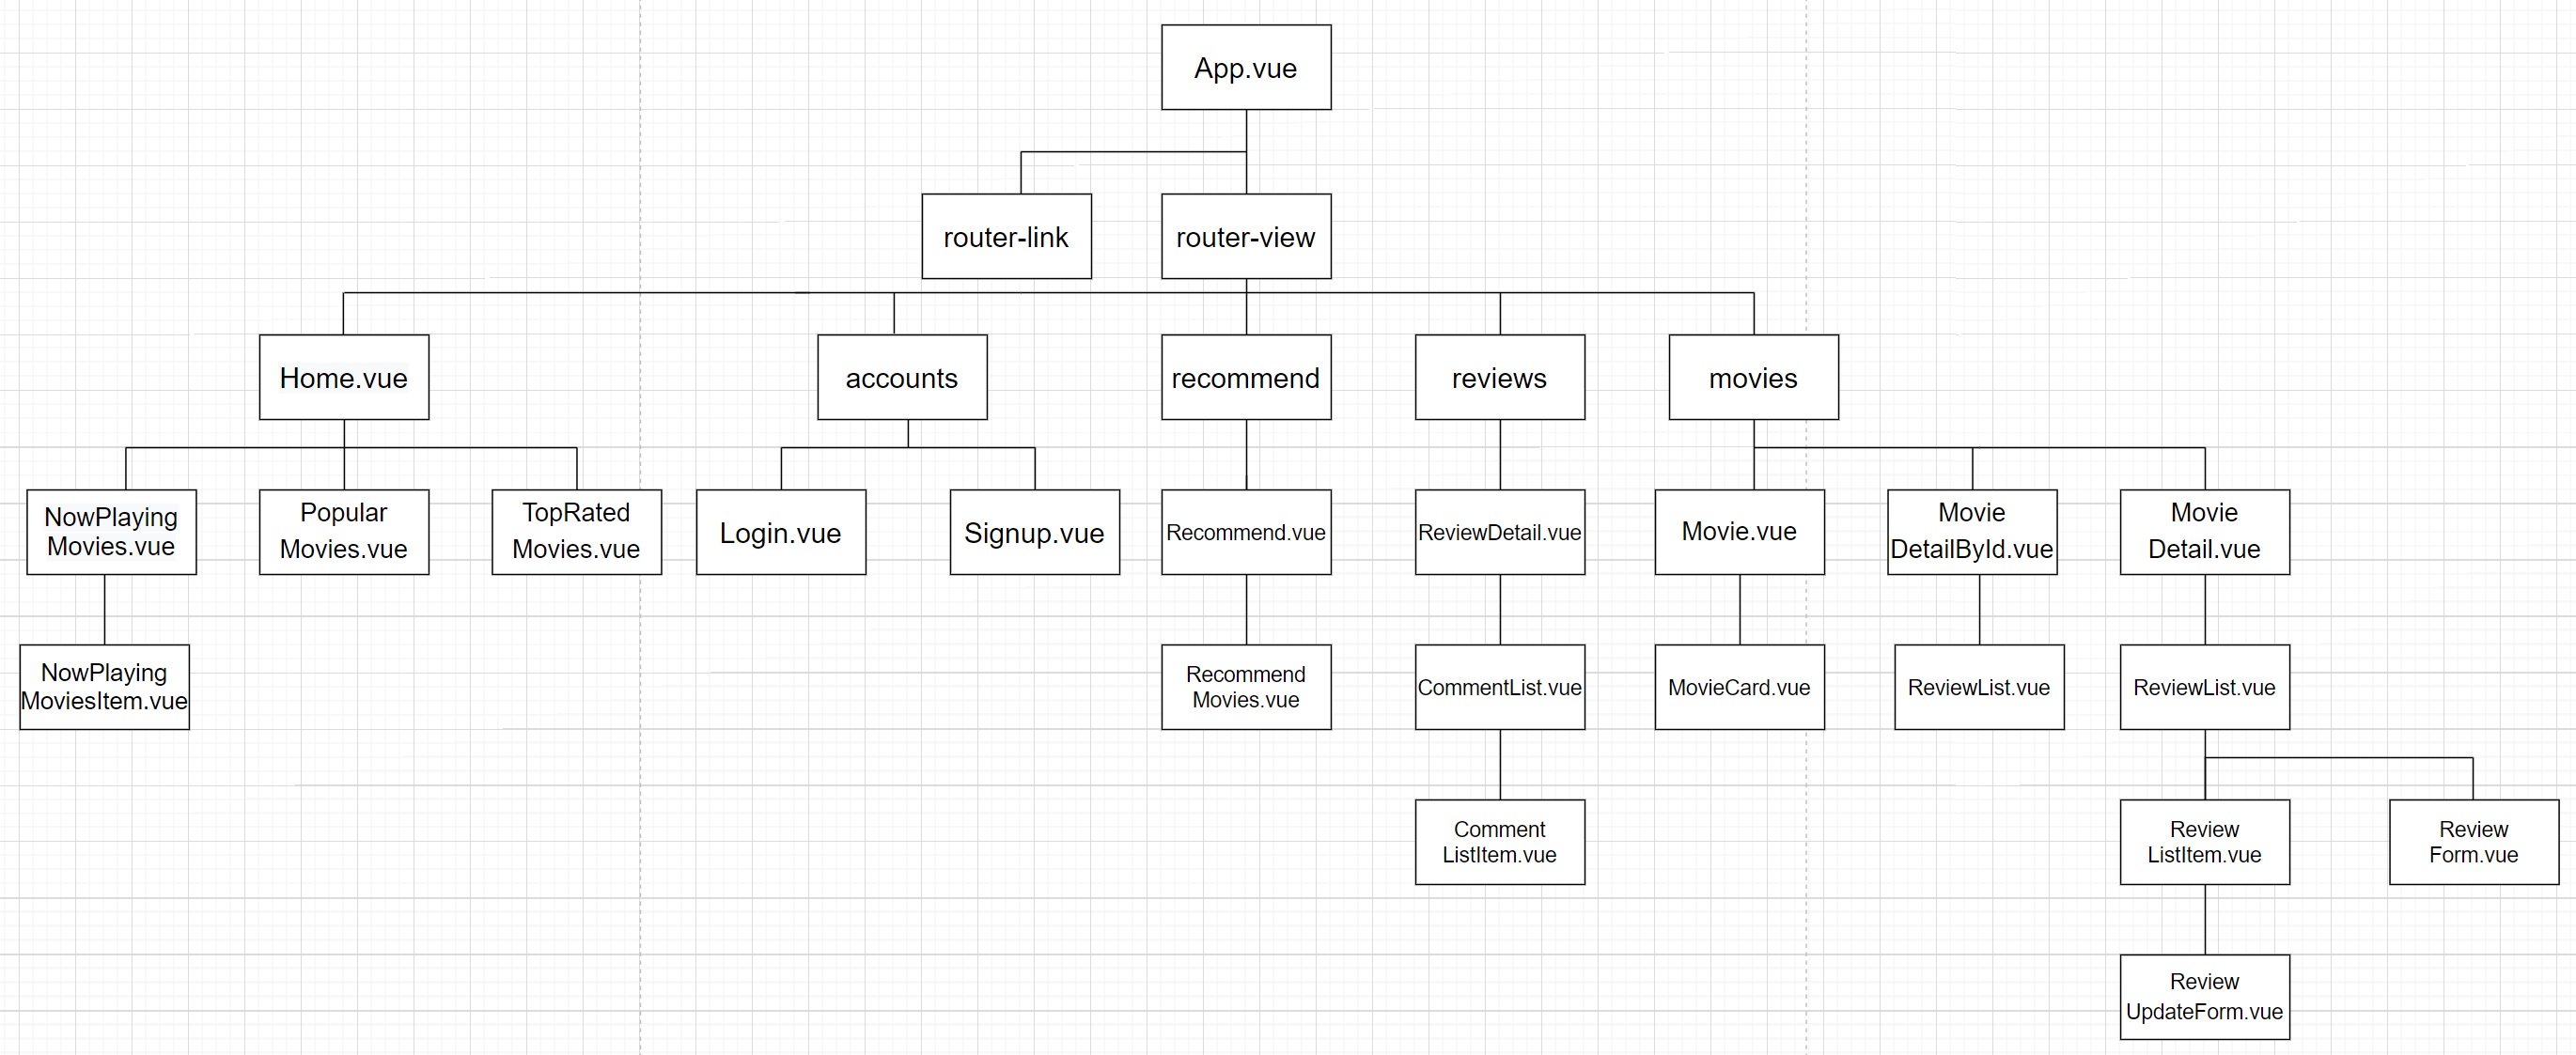 App.vue
router-link
router-view
Home.vue
accounts
recommend
reviews
movies
NowPlaying
Movies.vue
Popular
Movies.vue
TopRated
Movies.vue
Login.vue
Signup.vue
Recommend.vue
ReviewDetail.vue
Movie.vue
Movie
DetailById.vue
Movie
Detail.vue
NowPlaying
MoviesItem.vue
Recommend
Movies.vue
CommentList.vue
MovieCard.vue
ReviewList.vue
ReviewList.vue
Comment
ListItem.vue
Review
ListItem.vue
Review
Form.vue
Review
UpdateForm.vue